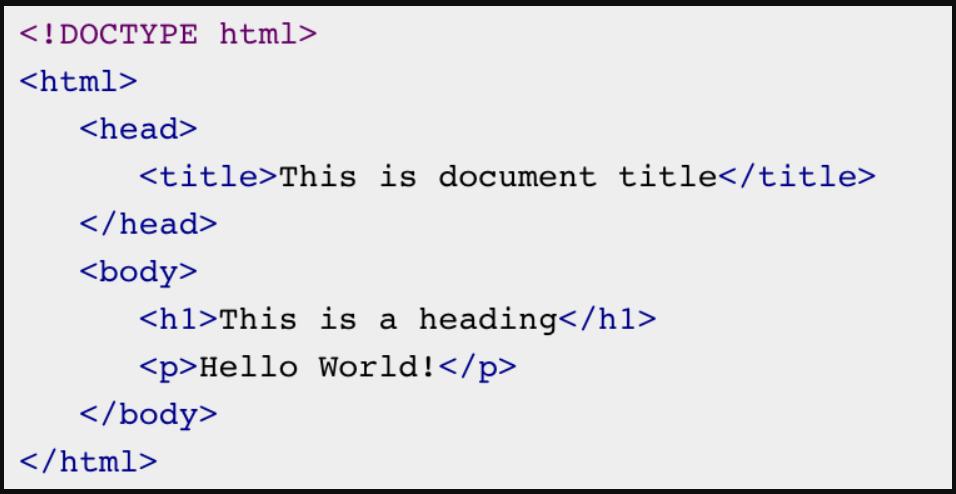 <!DOCTYPE html>
<html>
   <head>
      <title>This is document title</title>
   </head>
   <body>
      <h1>This is a heading</h1>
      <p>Hello World!</p>
   </body>
</html>